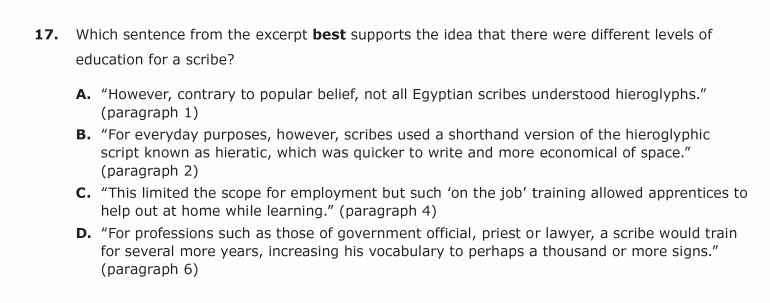 17. Which sentence from the excerpt best supports the idea that there were different levels of
education for a scribe?
A. “However, contrary to popular belief, not all Egyptian scribes understood hieroglyphs.”
(paragraph 1)
B. “For everyday purposes, however, scribes used a shorthand version of the hieroglyphic
script known as hieratic, which was quicker to write and more economical of space.”
(paragraph 2)
C. “This limited the scope for employment but such ‘on the job’ training allowed apprentices to
help out at home while learning.” (paragraph 4)
D. “For professions such as those of government official, priest or lawyer, a scribe would train
for several more years, increasing his vocabulary to perhaps a thousand or more signs.”
(paragraph 6)